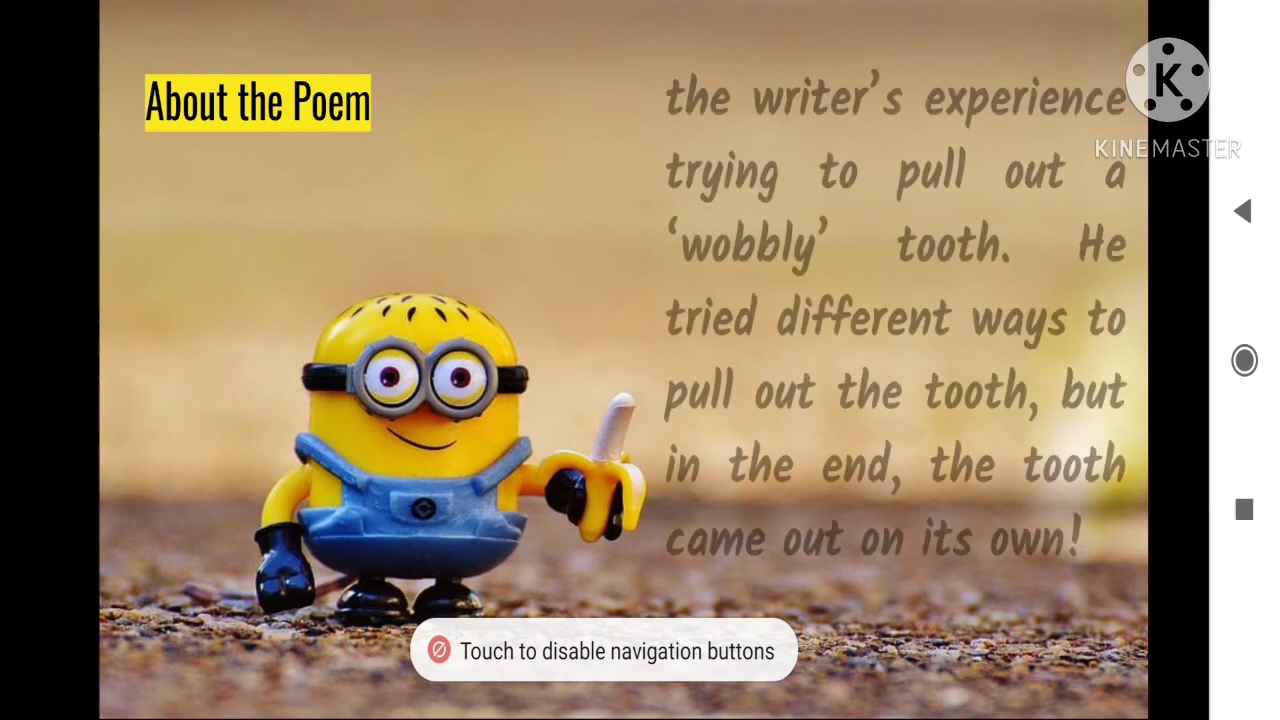 About the Poem
the writer's experience
trying to pull out a
‘wobbly’ tooth. He
tried different ways to
pull out the tooth, but
in the end, the tooth
came out on its own!
K
KINEMASTER
Touch to disable navigation buttons